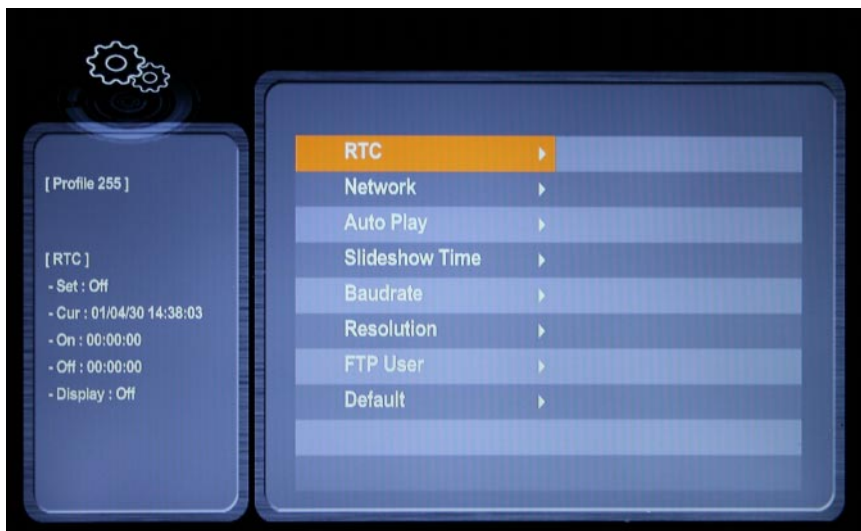 [ Profile 255 ]
[ RTC ]
- Set : Off
- Cur : 01/04/30 14:38:03
- On : 00:00:00
- Off : 00:00:00
- Display : Off
RTC
Network
Auto Play
Slideshow Time
Baudrate
Resolution
FTP User
Default